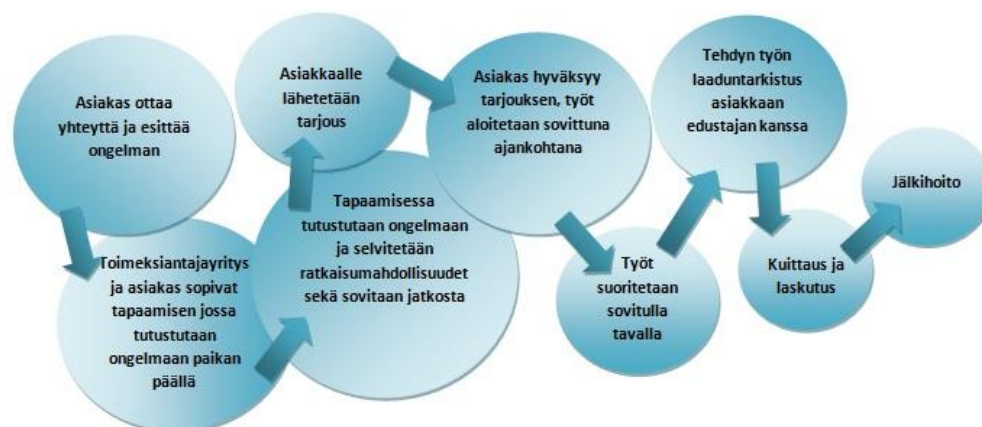 Asiakas ottaa
yhteyttä ja esittää
ongelman
Toimeksiantajayritys
ja asiakas sopivat
tapaamisen jossa
tutustutaan
ongelmaan paikan
päällä
Tapaamisessa
tutustutaan ongelmaan
ja selvitetään
ratkaisumahdollisuudet
sekä sovitaan jatkosta
Asiakkaalle
lähetetään
tarjous
Asiakas hyväksyy
tarjouksen, työt
aloitetaan sovittuna
ajankohtana
Työt
suoritetaan
sovitulla
tavalla
Tehdyn työn
laaduntarkistus
asiakkaan
edustajan kanssa
Kuittaus ja
laskutus
Jälkihoito